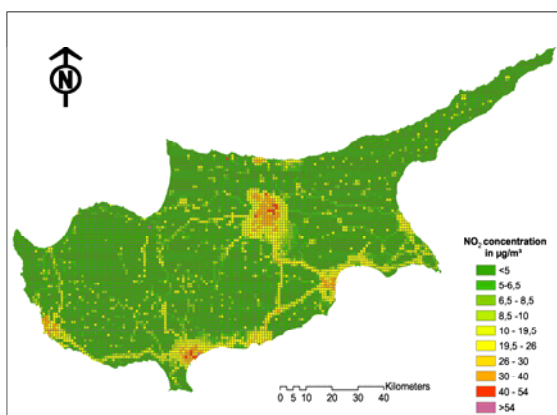 N
NO₂ concentration
in µg/m³
<5
5-6,5
6,5 - 8,5
8,5 - 10
10 - 19,5
19,5 - 26
26 - 30
30 - 40
40 - 54
>54
Kilometers
0 5 10 20 30 40